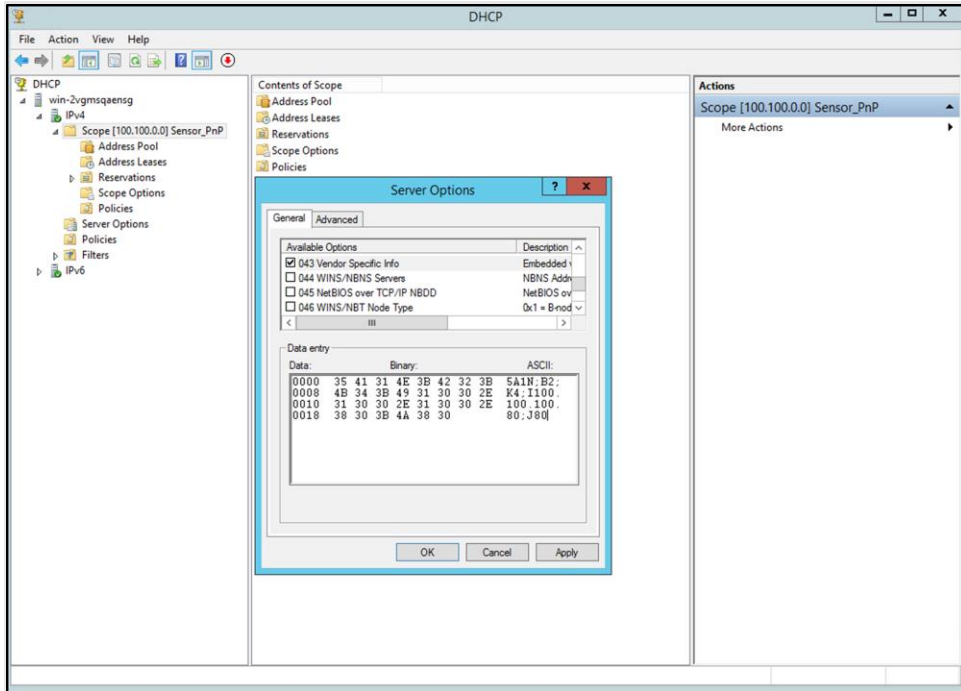 DHCP
File Action View Help
DHCP
win-2vgmsqaensg
IPv4
Scope [100.100.0.0] Sensor_PnP
Address Pool
Address Leases
Reservations
Scope Options
Policies
Server Options
Policies
Filters
IPv6
Contents of Scope
Address Pool
Address Leases
Reservations
Scope Options
Policies
Actions
Scope [100.100.0.0] Sensor_PnP
More Actions
Server Options
General Advanced
Available Options Description
043 Vendor Specific Info Embedded v
044 WINS/NBNS Servers NBNS Addr
045 NetBIOS over TCP/IP NBDD NetBIOS ov
046 WINS/NBT Node Type 0x1 = B-nod
Data entry
Data: Binary: ASCII:
0000 35 41 31 4E 3B 42 32 3B 5A1N;B2;
0008 4B 34 3B 49 31 30 30 2E K4;I100.
0010 31 30 30 2E 31 30 30 2E 100.100.
0018 38 30 3B 4A 38 30 80;J80
OK Cancel Apply